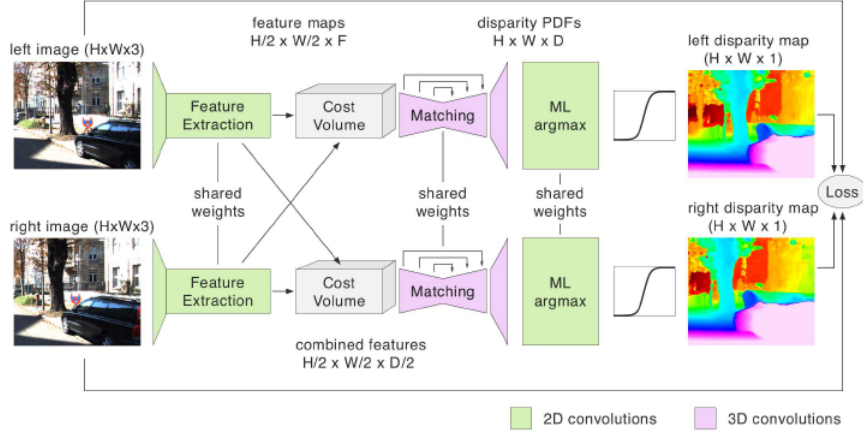 feature maps
H/2 x W/2 x F
disparity PDFs
H x W x D
left image (HxWx3)
left disparity map
(H x W x 1)
Feature
Extraction
Cost
Volume
Matching
ML
argmax
shared
weights
shared
weights
shared
weights
Loss
right image (HxWx3)
right disparity map
(H x W x 1)
Feature
Extraction
Cost
Volume
Matching
ML
argmax
combined features
H/2 x W/2 x D/2
2D convolutions
3D convolutions